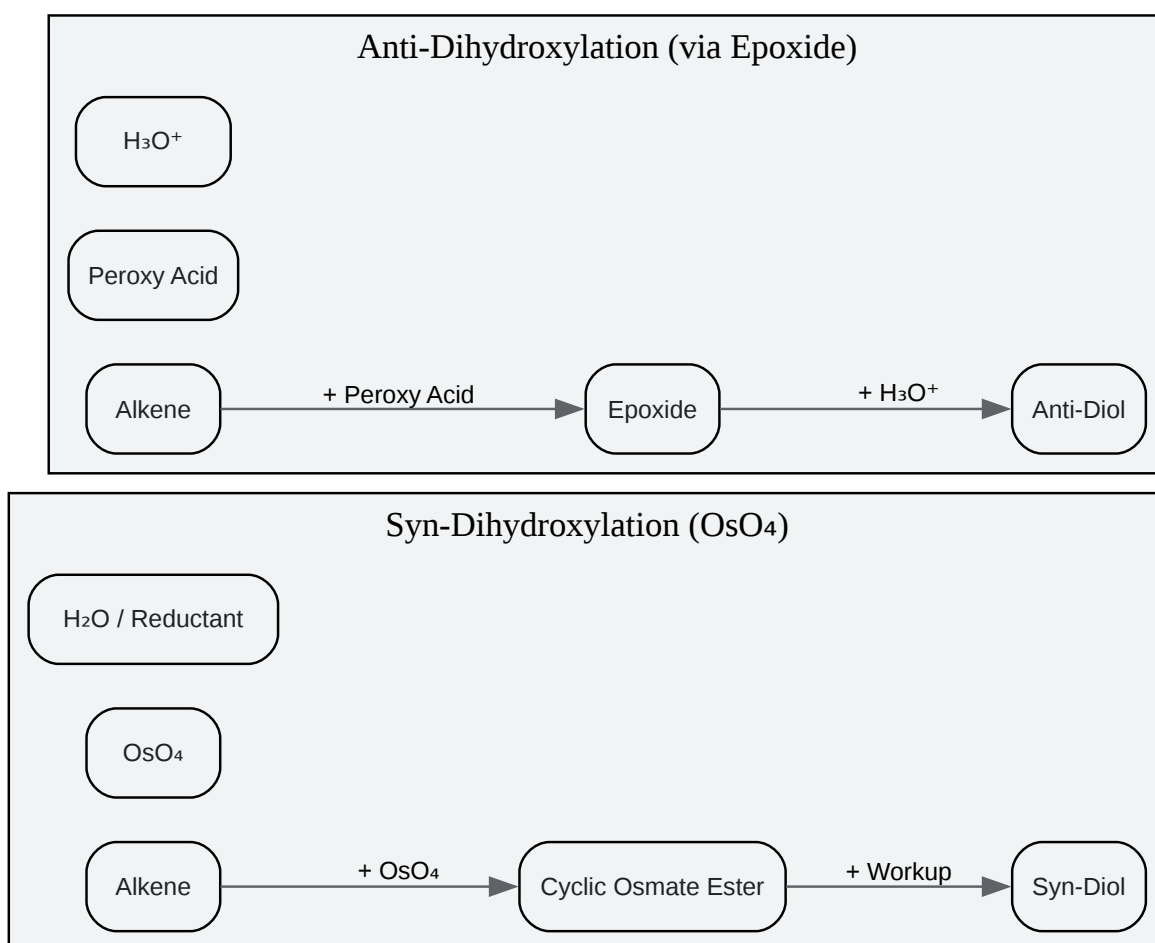 Anti-Dihydroxylation (via Epoxide)
H₃O⁺
Peroxy Acid
Alkene
+ Peroxy Acid
Epoxide
+ H₃O⁺
Anti-Diol
Syn-Dihydroxylation (OsO₄)
H₂O / Reductant
OsO₄
Alkene
+ OsO₄
Cyclic Osmate Ester
+ Workup
Syn-Diol